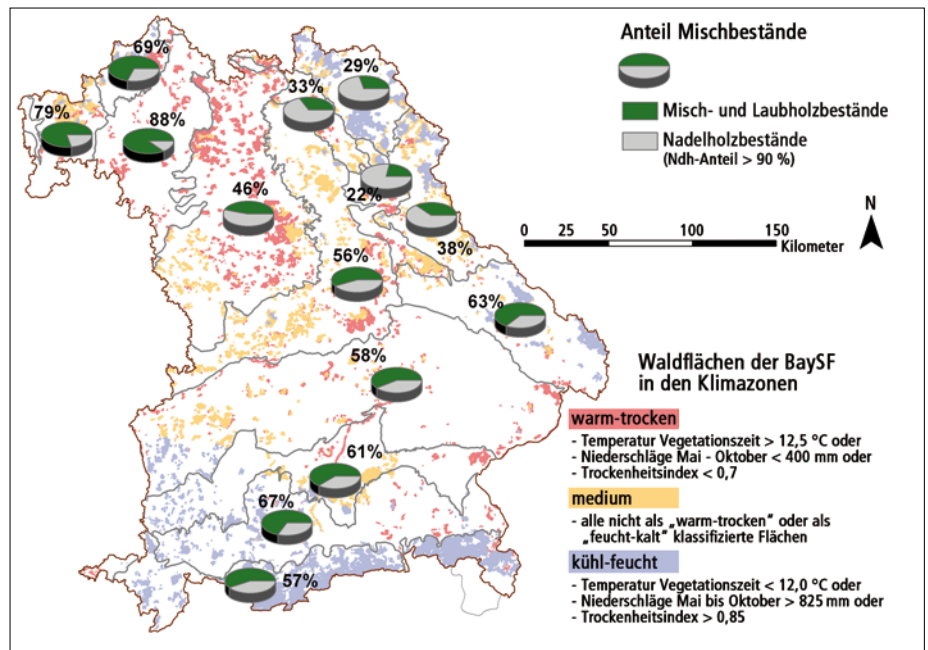 Anteil Mischbestände
Misch- und Laubholzbestände
Nadelholzbestände
(Ndh-Anteil > 90 %)
69%
29%
33%
79%
88%
22%
46%
38%
56%
63%
58%
61%
67%
57%
N
0 25 50 100 150
Kilometer
Waldflächen der BaySF
in den Klimazonen
warm-trocken
- Temperatur Vegetationszeit > 12,5 °C oder
- Niederschläge Mai - Oktober < 400 mm oder
- Trockenheitsindex < 0,7
medium
- alle nicht als „warm-trocken" oder als
„feucht-kalt" klassifizierte Flächen
kühl-feucht
- Temperatur Vegetationszeit < 12,0 °C oder
- Niederschläge Mai bis Oktober > 825 mm oder
- Trockenheitsindex > 0,85